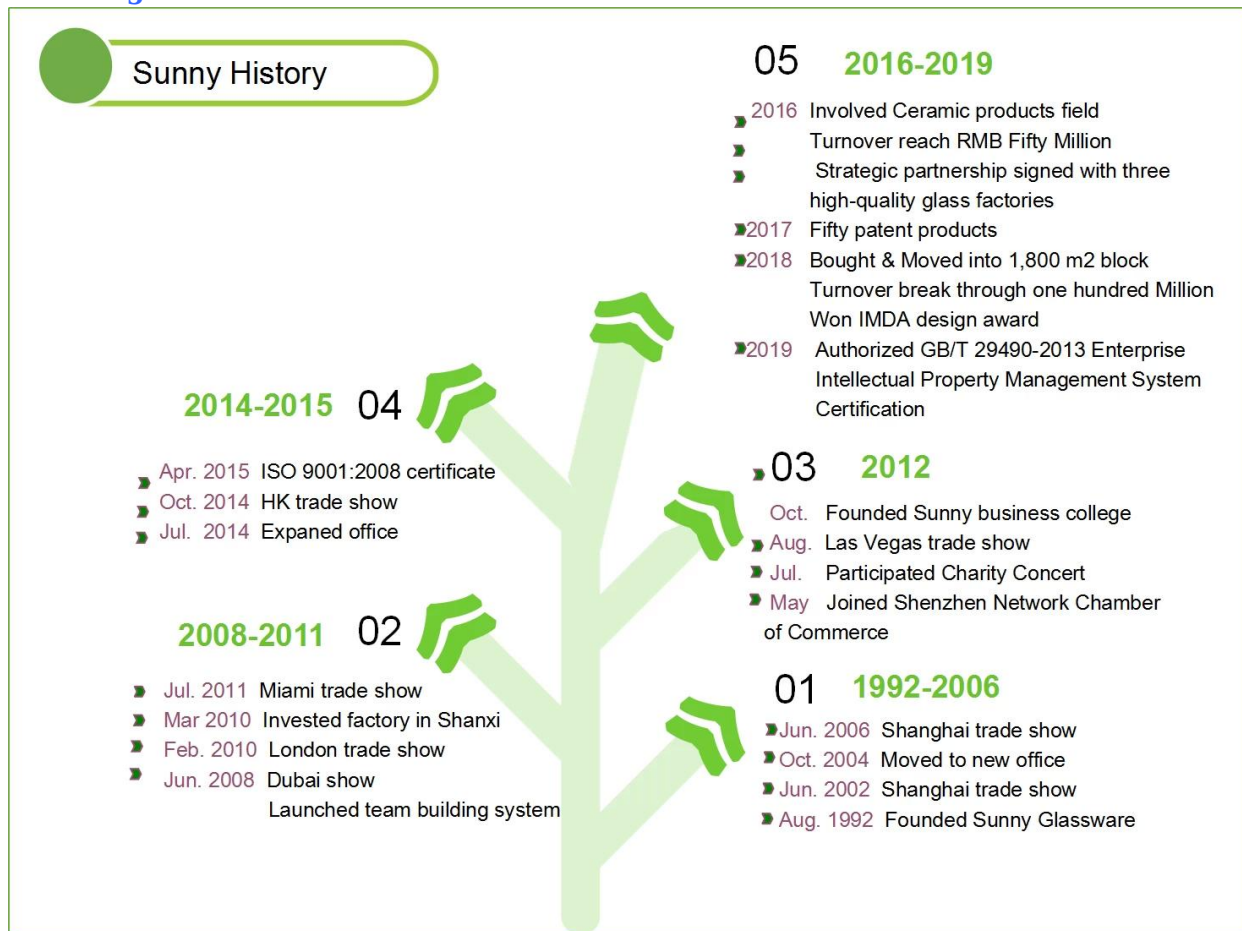 Sunny History
05 2016-2019
2016 Involved Ceramic products field
Turnover reach RMB Fifty Million
Strategic partnership signed with three
high-quality glass factories
2017 Fifty patent products
2018 Bought & Moved into 1,800 m2 block
Turnover break through one hundred Million
Won IMDA design award
2019 Authorized GB/T 29490-2013 Enterprise
Intellectual Property Management System
Certification
2014-2015 04
Apr. 2015 ISO 9001:2008 certificate
Oct. 2014 HK trade show
Jul. 2014 Expaned office
03 2012
Oct. Founded Sunny business college
Aug. Las Vegas trade show
Jul. Participated Charity Concert
May Joined Shenzhen Network Chamber
of Commerce
2008-2011 02
Jul. 2011 Miami trade show
Mar 2010 Invested factory in Shanxi
Feb. 2010 London trade show
Jun. 2008 Dubai show
Launched team building system
01 1992-2006
Jun. 2006 Shanghai trade show
Oct. 2004 Moved to new office
Jun. 2002 Shanghai trade show
Aug. 1992 Founded Sunny Glassware